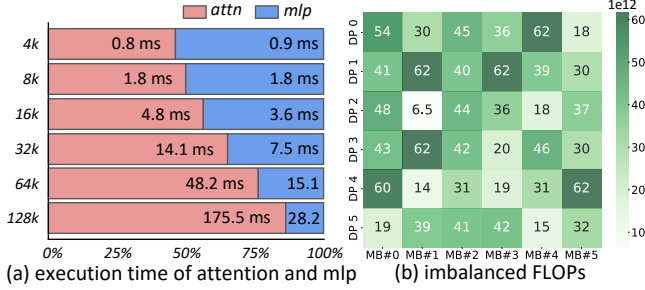 attn mlp
4k 0.8 ms 0.9 ms
8k 1.8 ms 1.8 ms
16k 4.8 ms 3.6 ms
32k 14.1 ms 7.5 ms
64k 48.2 ms 15.1
128k 175.5 ms 28.2
0% 25% 50% 75% 100%
(a) execution time of attention and mlp
1e12
DP 0 54 30 45 36 62 18
DP 1 41 62 40 62 39 30
DP 2 48 6.5 44 36 18 37
DP 3 43 62 42 20 46 30
DP 4 60 14 31 19 31 62
DP 5 19 39 41 42 15 32
MB#0 MB#1 MB#2 MB#3 MB#4 MB#5
60
50
40
30
20
10
(b) imbalanced FLOPs